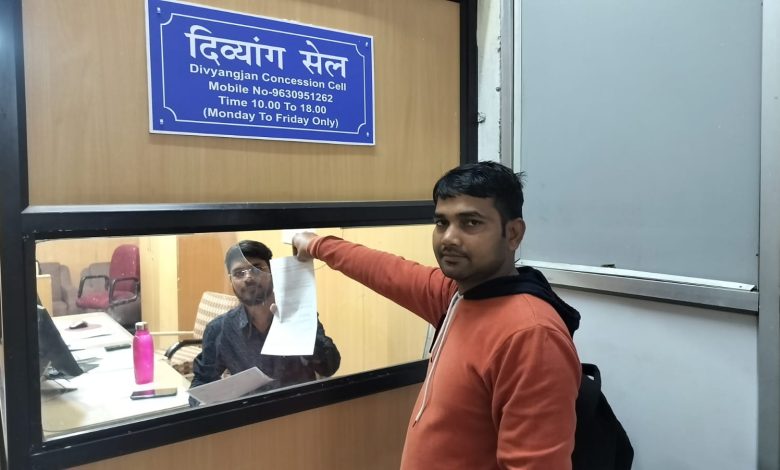 दिव्यांग सेल
Divyangjan Concession Cell
Mobile No-9630951262
Time 10.00 To 18.00
(Monday To Friday Only)